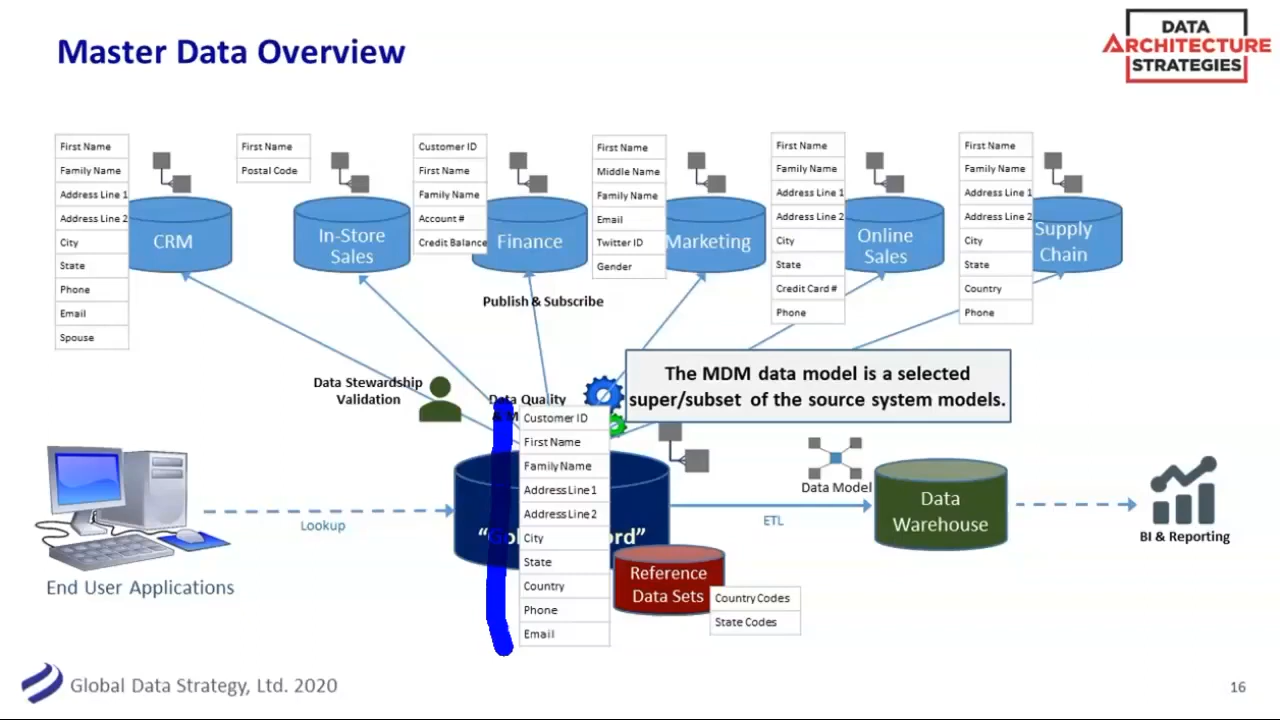 Master Data Overview
DATA
ARCHITECTURE
STRATEGIES
First Name
Family Name
Address Line 1
Address Line 2
City
State
Phone
Email
Spouse
CRM
First Name
Postal Code
In-Store
Sales
Customer ID
First Name
Family Name
Account #
Credit Balance
Finance
First Name
Middle Name
Family Name
Email
Twitter ID
Gender
Marketing
First Name
Family Name
Address Line 1
Address Line 2
City
State
Credit Card #
Phone
Online
Sales
First Name
Family Name
Address Line 1
Address Line 2
City
State
Country
Phone
Supply
Chain
Publish & Subscribe
Data Stewardship
Validation
Data Quality
& M
The MDM data model is a selected
super/subset of the source system models.
Customer ID
First Name
Family Name
Address Line1
Address Line2
City
State
Country
Phone
Email
"Go
ord"
Lookup
End User Applications
ETL
Data Model
Data
Warehouse
BI & Reporting
Reference
Data Sets
Country Codes
State Codes
Global Data Strategy, Ltd. 2020
16